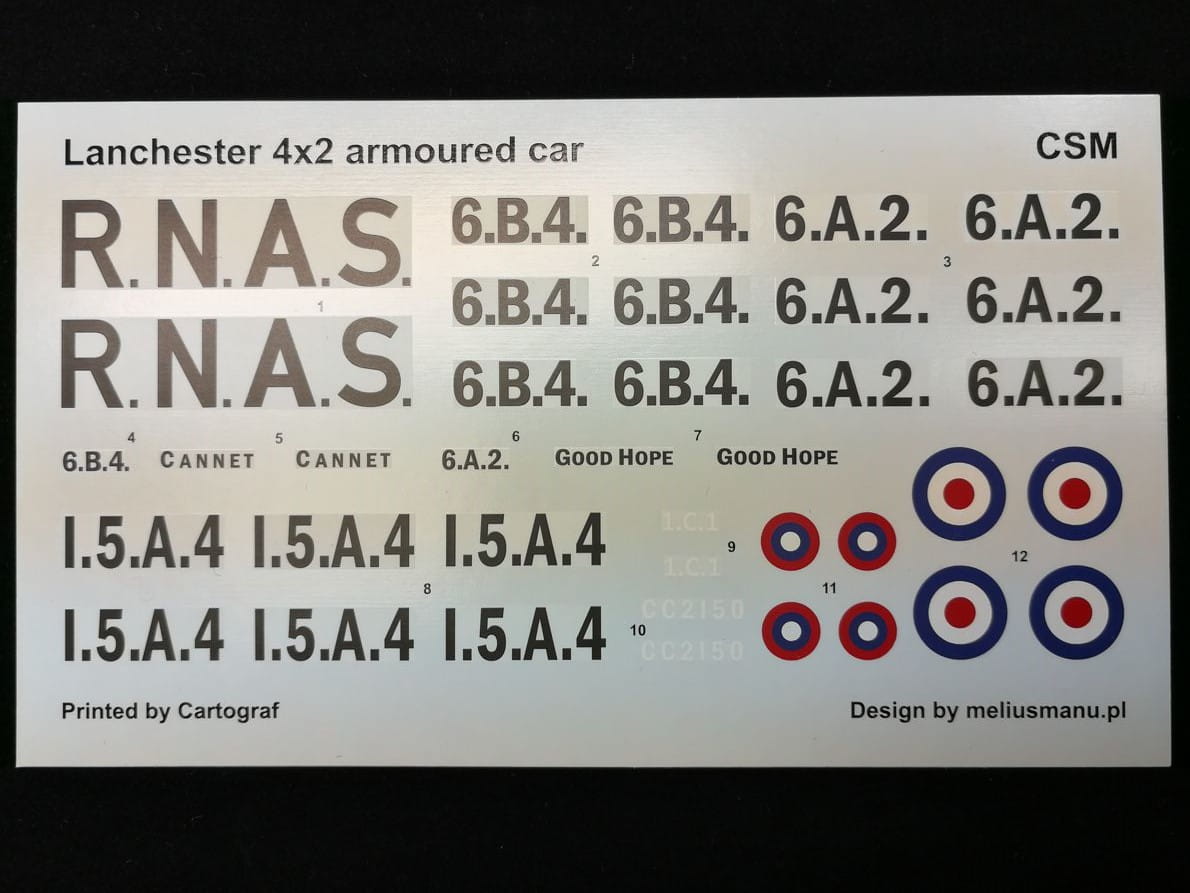 Lanchester 4x2 armoured car CSM
R.N.A.S. 6.B.4. 6.B.4. 6.A.2. 6.A.2.
2 3
1 6.B.4. 6.B.4. 6.A.2. 6.A.2.
R.N.A.S. 6.B.4. 6.B.4. 6.A.2. 6.A.2.
4 5 6 7
6.B.4. CANNET CANNET 6.A.2. GOOD HOPE GOOD HOPE
1.C.1
I.5.A.4 I.5.A.4 I.5.A.4 9 12
1.C.1
8 11
CC2150
I.5.A.4 I.5.A.4 I.5.A.4 10
CC2150
Printed by Cartograf Design by meliusmanu.pl